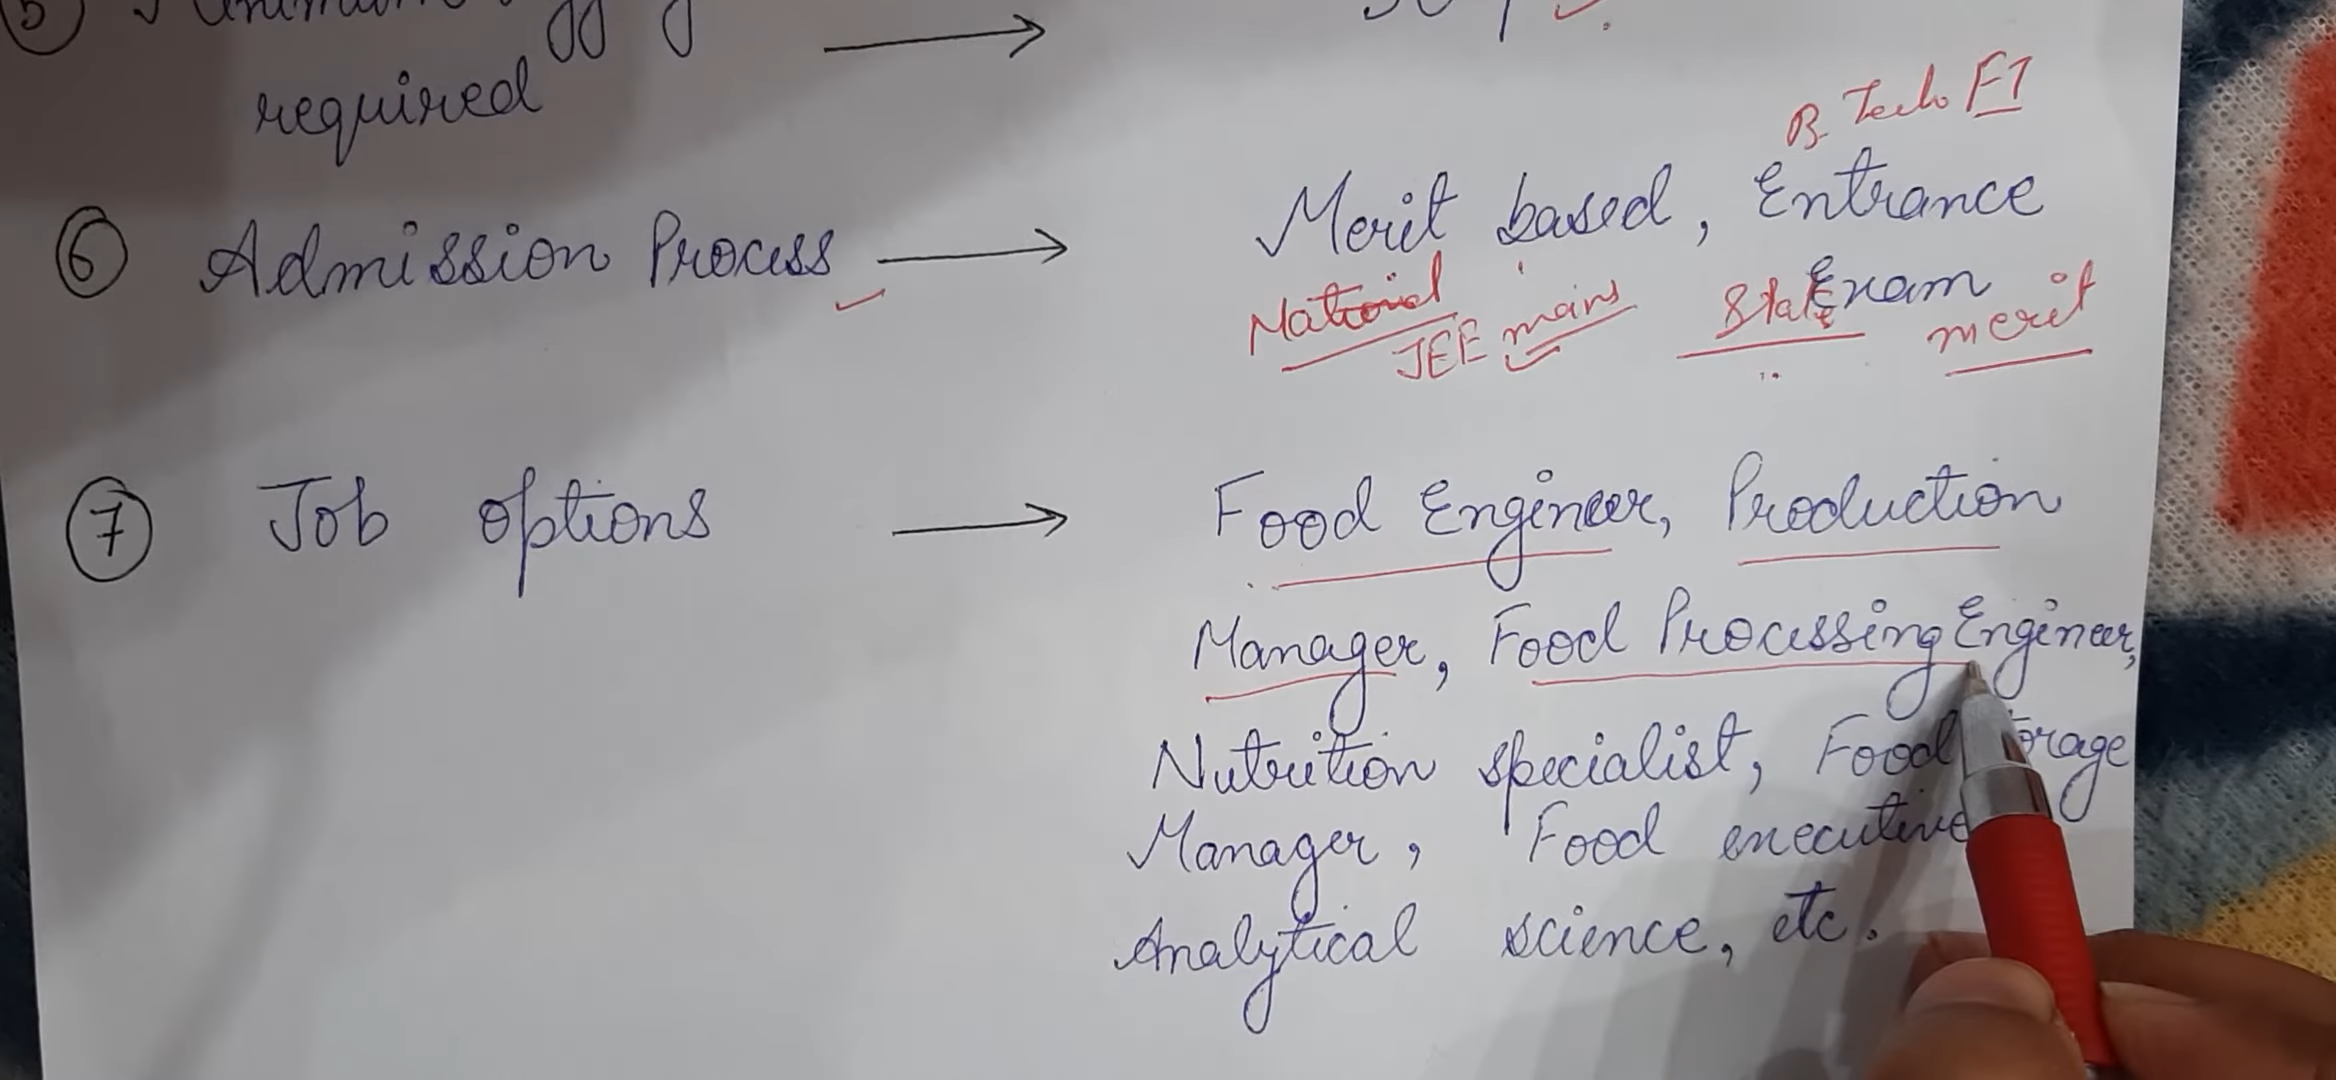 5
required
B. Tech FT
6 Admission Process → Merit based, Entrance
Exam
National JEE mains State merit
7 Job options → Food Engineer, Production
Manager, Food Processing Engineer,
Nutrition specialist, Food
Manager, Food executive
Analytical science, etc.